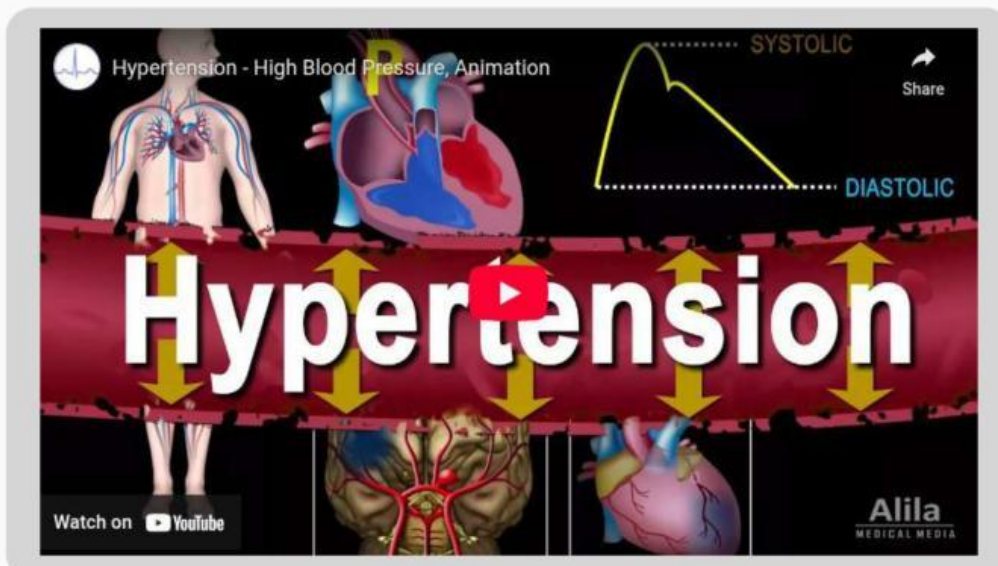 Hypertension - High Blood Pressure, Animation
P
SYSTOLIC
Share
DIASTOLIC
Hypertension
Watch on YouTube
Alila
MEDICAL MEDIA